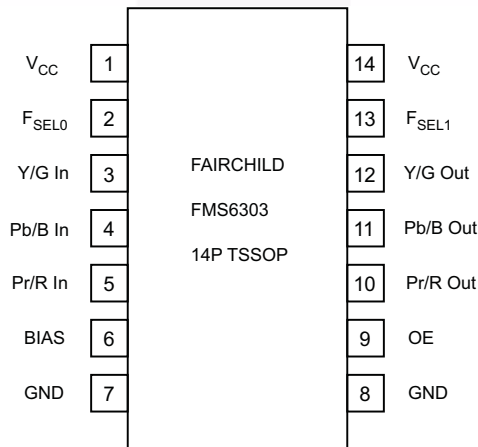 V_CC 1 14 V_CC
F_SEL0 2 13 F_SEL1
Y/G In 3 12 Y/G Out
FAIRCHILD
Pb/B In 4 11 Pb/B Out
FMS6303
14P TSSOP
Pr/R In 5 10 Pr/R Out
BIAS 6 9 OE
GND 7 8 GND